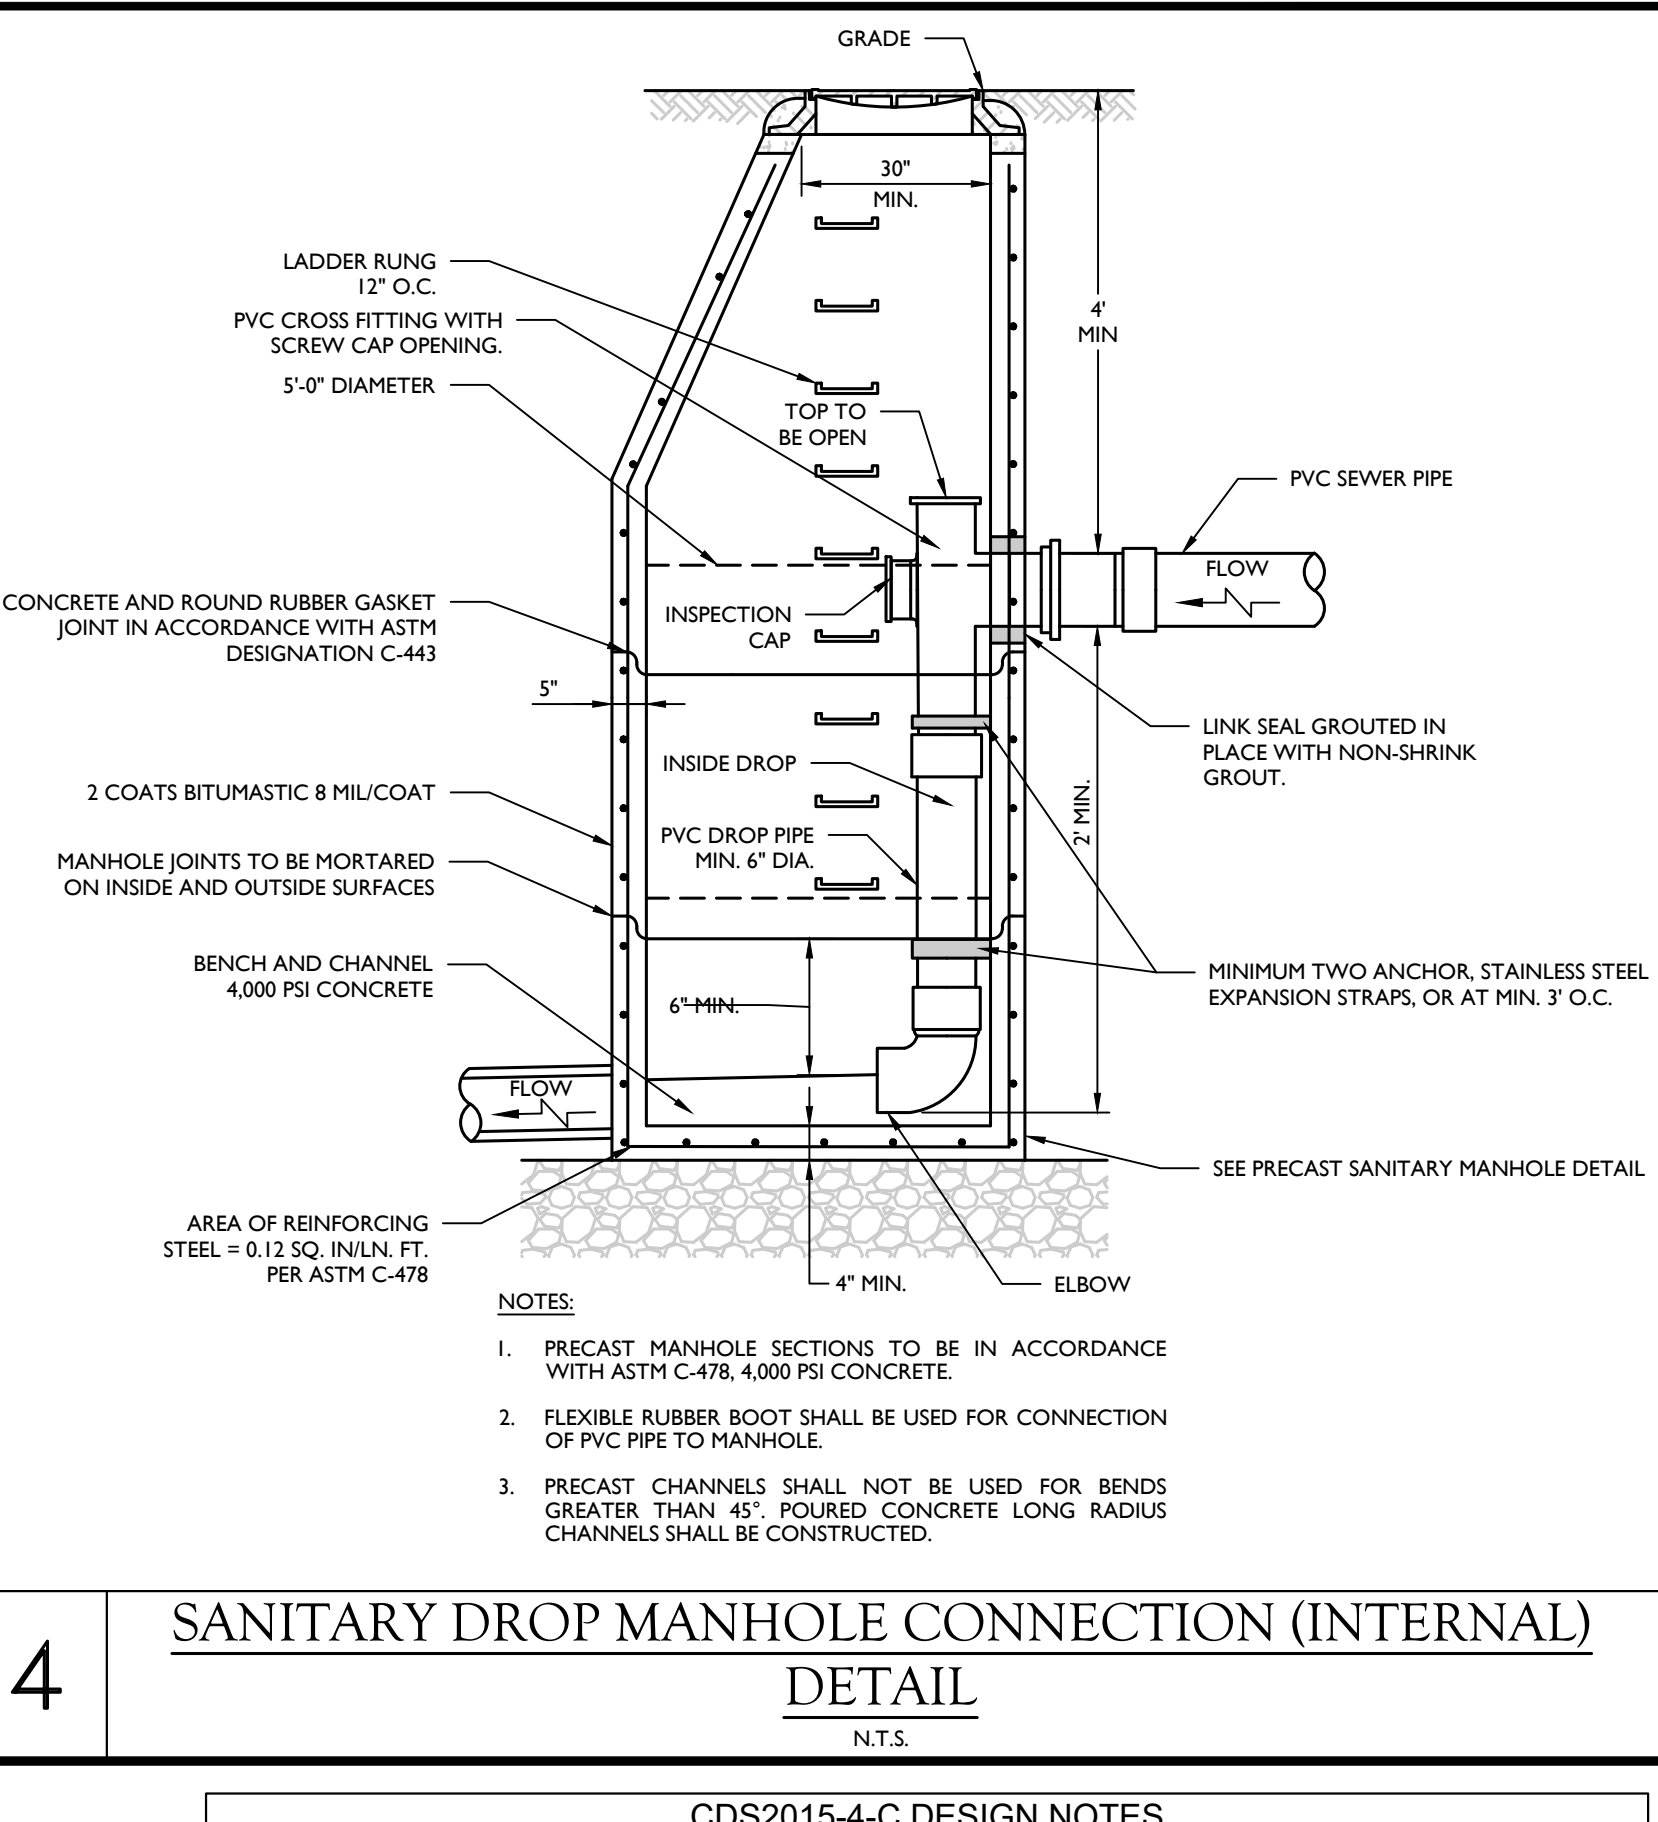 GRADE
30"
MIN.
LADDER RUNG
12" O.C.
4'
MIN
PVC CROSS FITTING WITH
SCREW CAP OPENING.
5'-0" DIAMETER
TOP TO
BE OPEN
PVC SEWER PIPE
FLOW
CONCRETE AND ROUND RUBBER GASKET
JOINT IN ACCORDANCE WITH ASTM
DESIGNATION C-443
INSPECTION
CAP
5"
LINK SEAL GROUTED IN
PLACE WITH NON-SHRINK
GROUT.
INSIDE DROP
2 COATS BITUMASTIC 8 MIL/COAT
2' MIN.
PVC DROP PIPE
MIN. 6" DIA.
MANHOLE JOINTS TO BE MORTARED
ON INSIDE AND OUTSIDE SURFACES
BENCH AND CHANNEL
4,000 PSI CONCRETE
6" MIN.
MINIMUM TWO ANCHOR, STAINLESS STEEL
EXPANSION STRAPS, OR AT MIN. 3' O.C.
FLOW
SEE PRECAST SANITARY MANHOLE DETAIL
AREA OF REINFORCING
STEEL = 0.12 SQ. IN/LN. FT.
PER ASTM C-478
4" MIN.
ELBOW
NOTES:
1. PRECAST MANHOLE SECTIONS TO BE IN ACCORDANCE
WITH ASTM C-478, 4,000 PSI CONCRETE.
2. FLEXIBLE RUBBER BOOT SHALL BE USED FOR CONNECTION
OF PVC PIPE TO MANHOLE.
3. PRECAST CHANNELS SHALL NOT BE USED FOR BENDS
GREATER THAN 45°. POURED CONCRETE LONG RADIUS
CHANNELS SHALL BE CONSTRUCTED.
4
SANITARY DROP MANHOLE CONNECTION (INTERNAL)
DETAIL
N.T.S.
CDS2015-4-C DESIGN NOTES